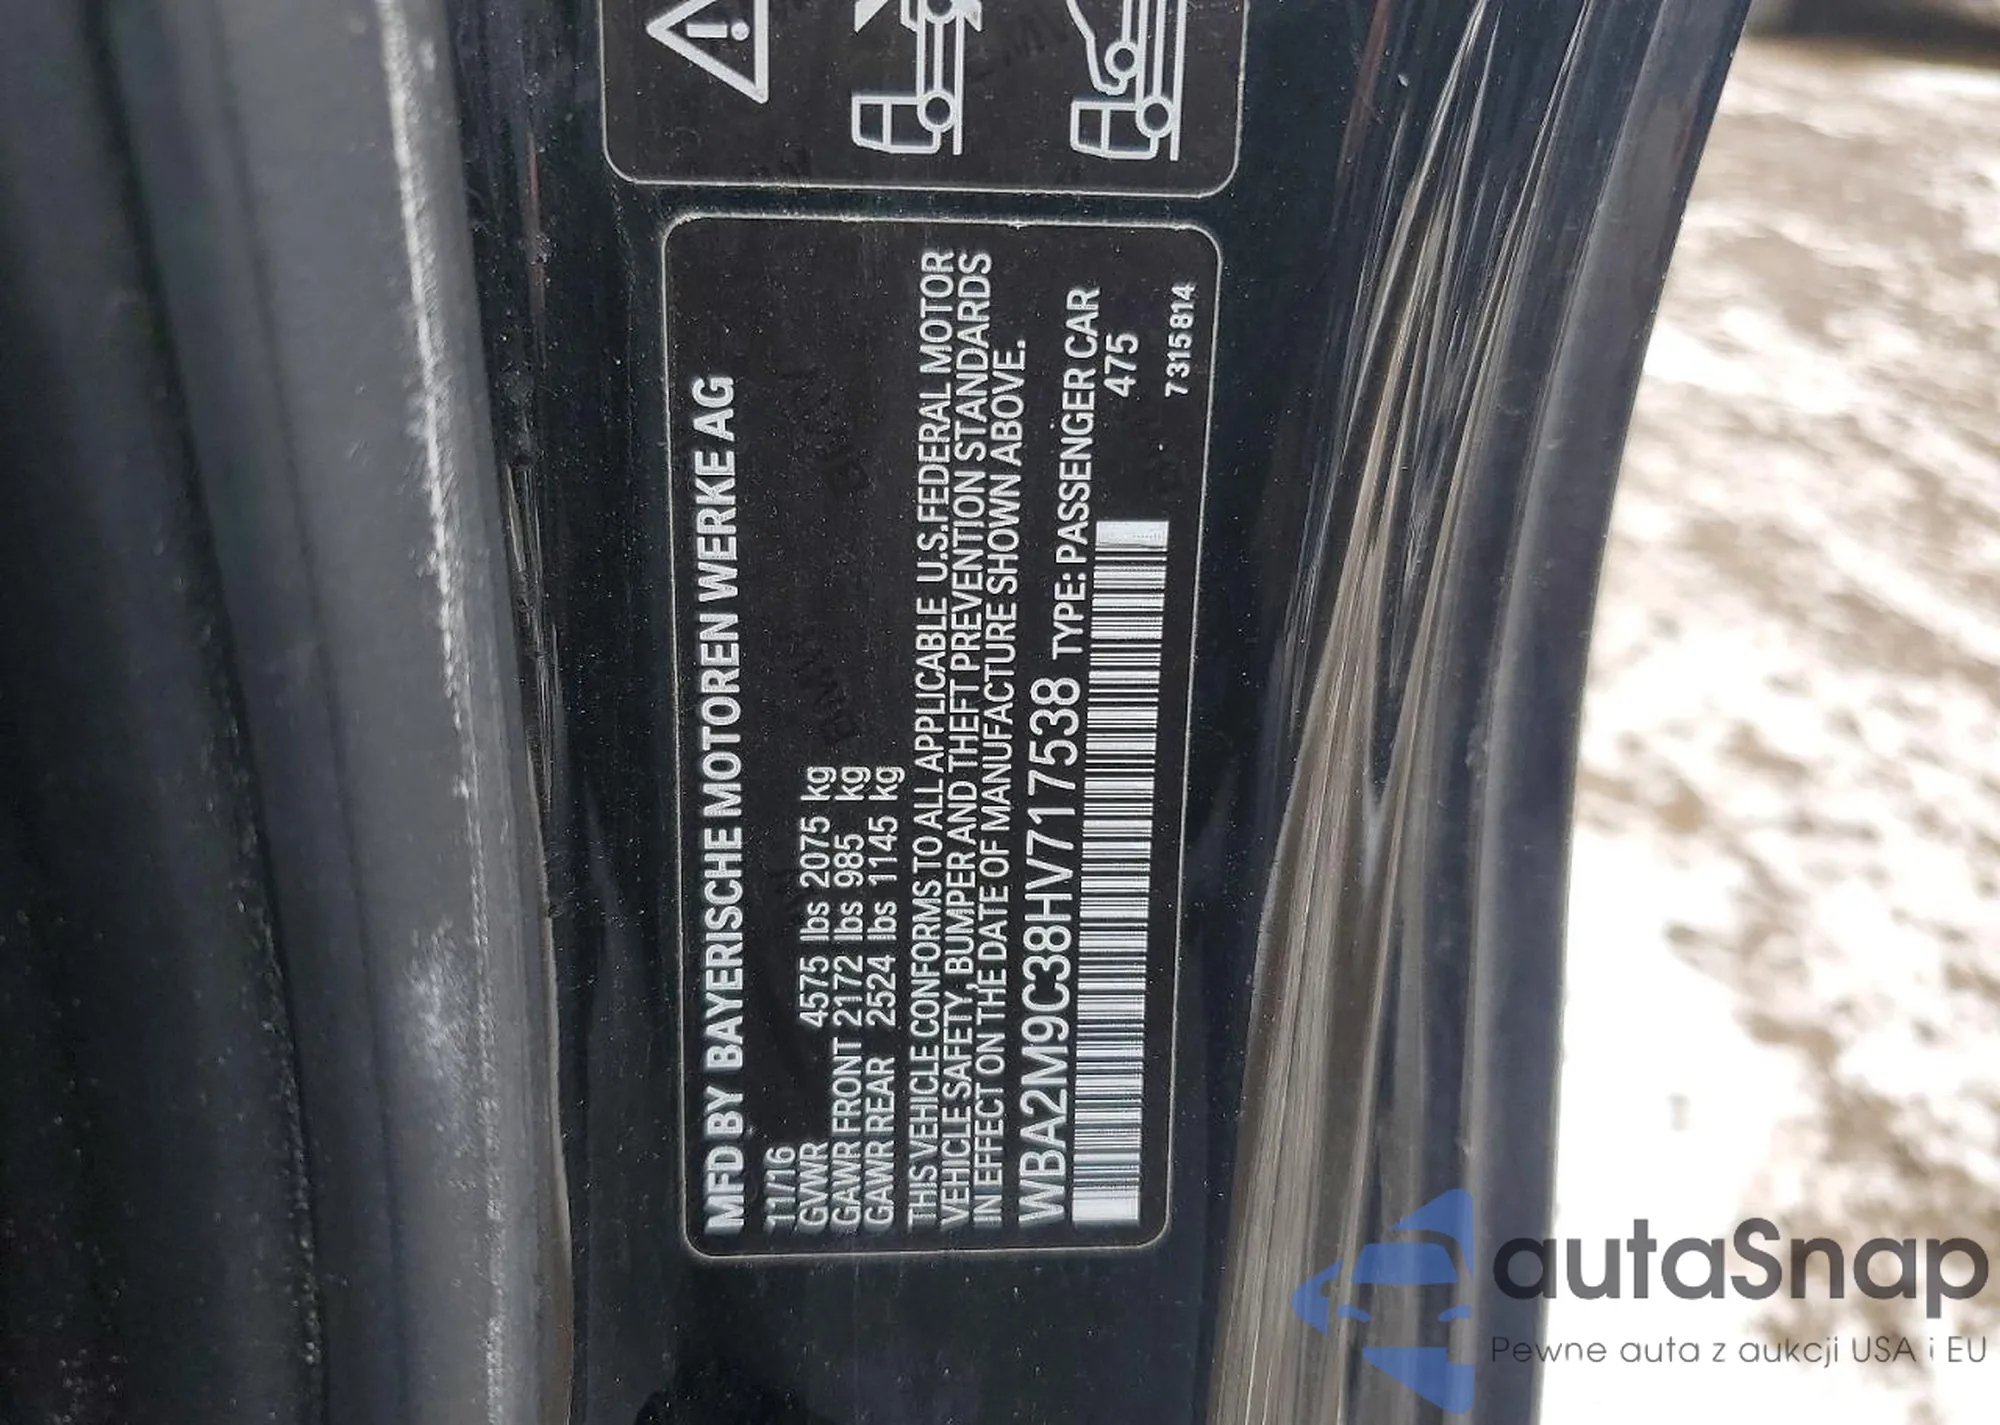 MFD BY BAYERISCHE MOTOREN WERKE AG
11/16
GVWR 4575 lbs 2075 kg
GAWR FRONT 2172 lbs 985 kg
GAWR REAR 2524 lbs 1145 kg
THIS VEHICLE CONFORMS TO ALL APPLICABLE U.S.FEDERAL MOTOR
VEHICLE SAFETY, BUMPER AND THEFT PREVENTION STANDARDS
IN EFFECT ON THE DATE OF MANUFACTURE SHOWN ABOVE.
WBA2M9C38HV717538 TYPE: PASSENGER CAR
475
7315814
autaSnap
Pewne auta z aukcji USA i EU